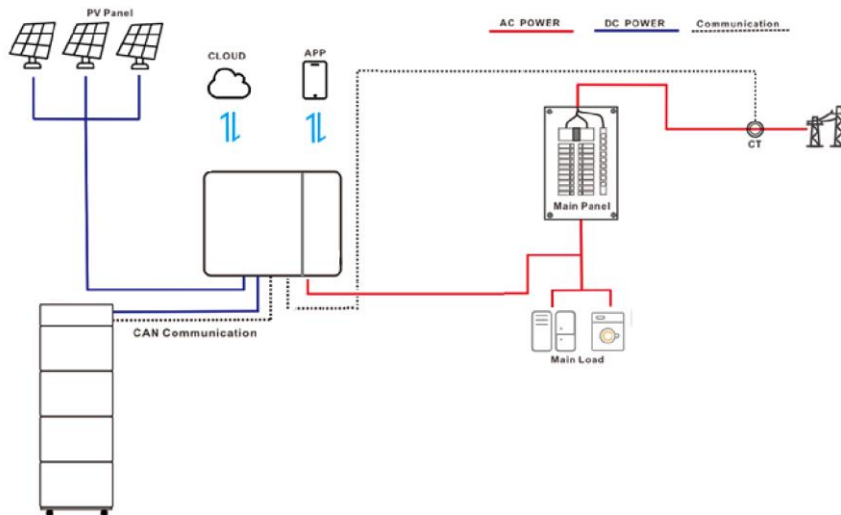 PV Panel
CLOUD
APP
AC POWER
DC POWER
Communication
CT
Main Panel
CAN Communication
Main Load